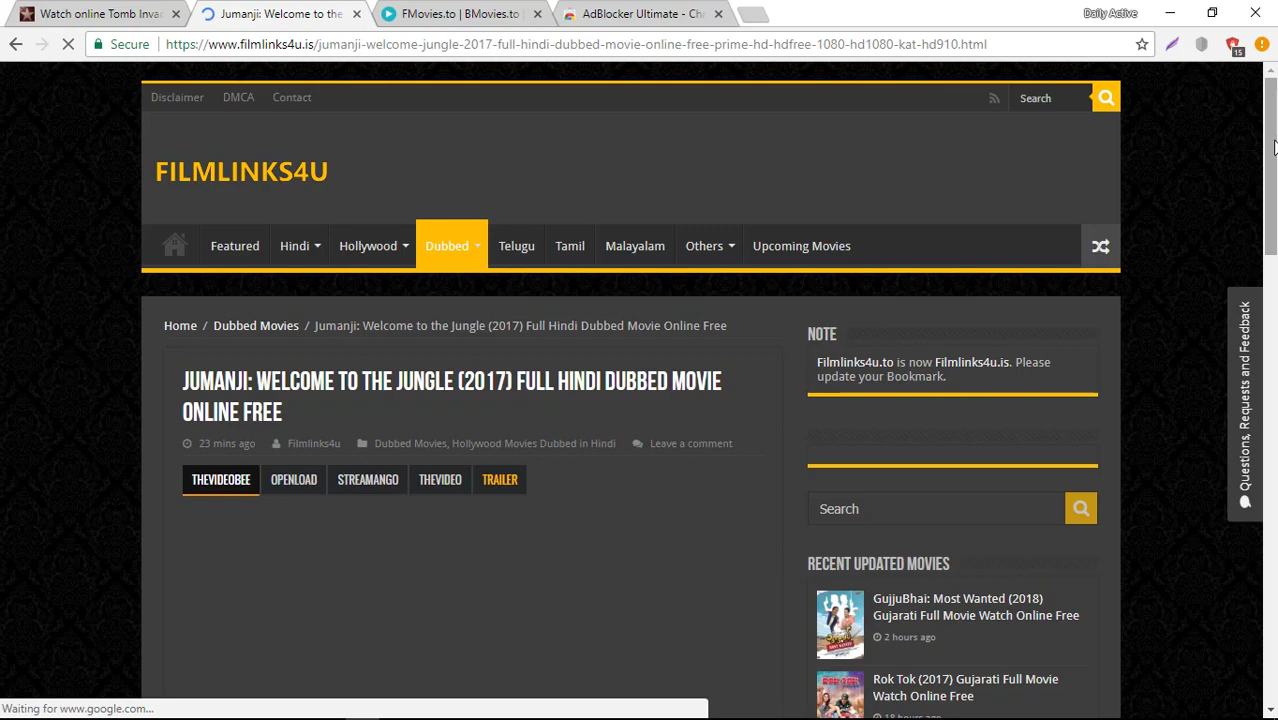 Watch online Tomb Inva
Jumanji: Welcome to the
FMovies.to | BMovies.to
AdBlocker Ultimate - Ch
Daily Active
Secure
https://www.filmlinks4u.is/jumanji-welcome-jungle-2017-full-hindi-dubbed-movie-online-free-prime-hd-hdfree-1080-hd1080-kat-hd910.html
15
Disclaimer DMCA Contact
Search
FILMLINKS4U
Featured Hindi Hollywood Dubbed Telugu Tamil Malayalam Others Upcoming Movies
Home / Dubbed Movies / Jumanji: Welcome to the Jungle (2017) Full Hindi Dubbed Movie Online Free
JUMANJI: WELCOME TO THE JUNGLE (2017) FULL HINDI DUBBED MOVIE
ONLINE FREE
23 mins ago Filmlinks4u Dubbed Movies, Hollywood Movies Dubbed in Hindi Leave a comment
THEVIDEOBEE OPENLOAD STREAMANGO THEVIDEO TRAILER
NOTE
Filmlinks4u.to is now Filmlinks4u.is. Please
update your Bookmark.
Search
RECENT UPDATED MOVIES
GujjuBhai: Most Wanted (2018)
Gujarati Full Movie Watch Online Free
2 hours ago
Rok Tok (2017) Gujarati Full Movie
Watch Online Free
18 hours ago
Questions, Requests and Feedback
Waiting for www.google.com...